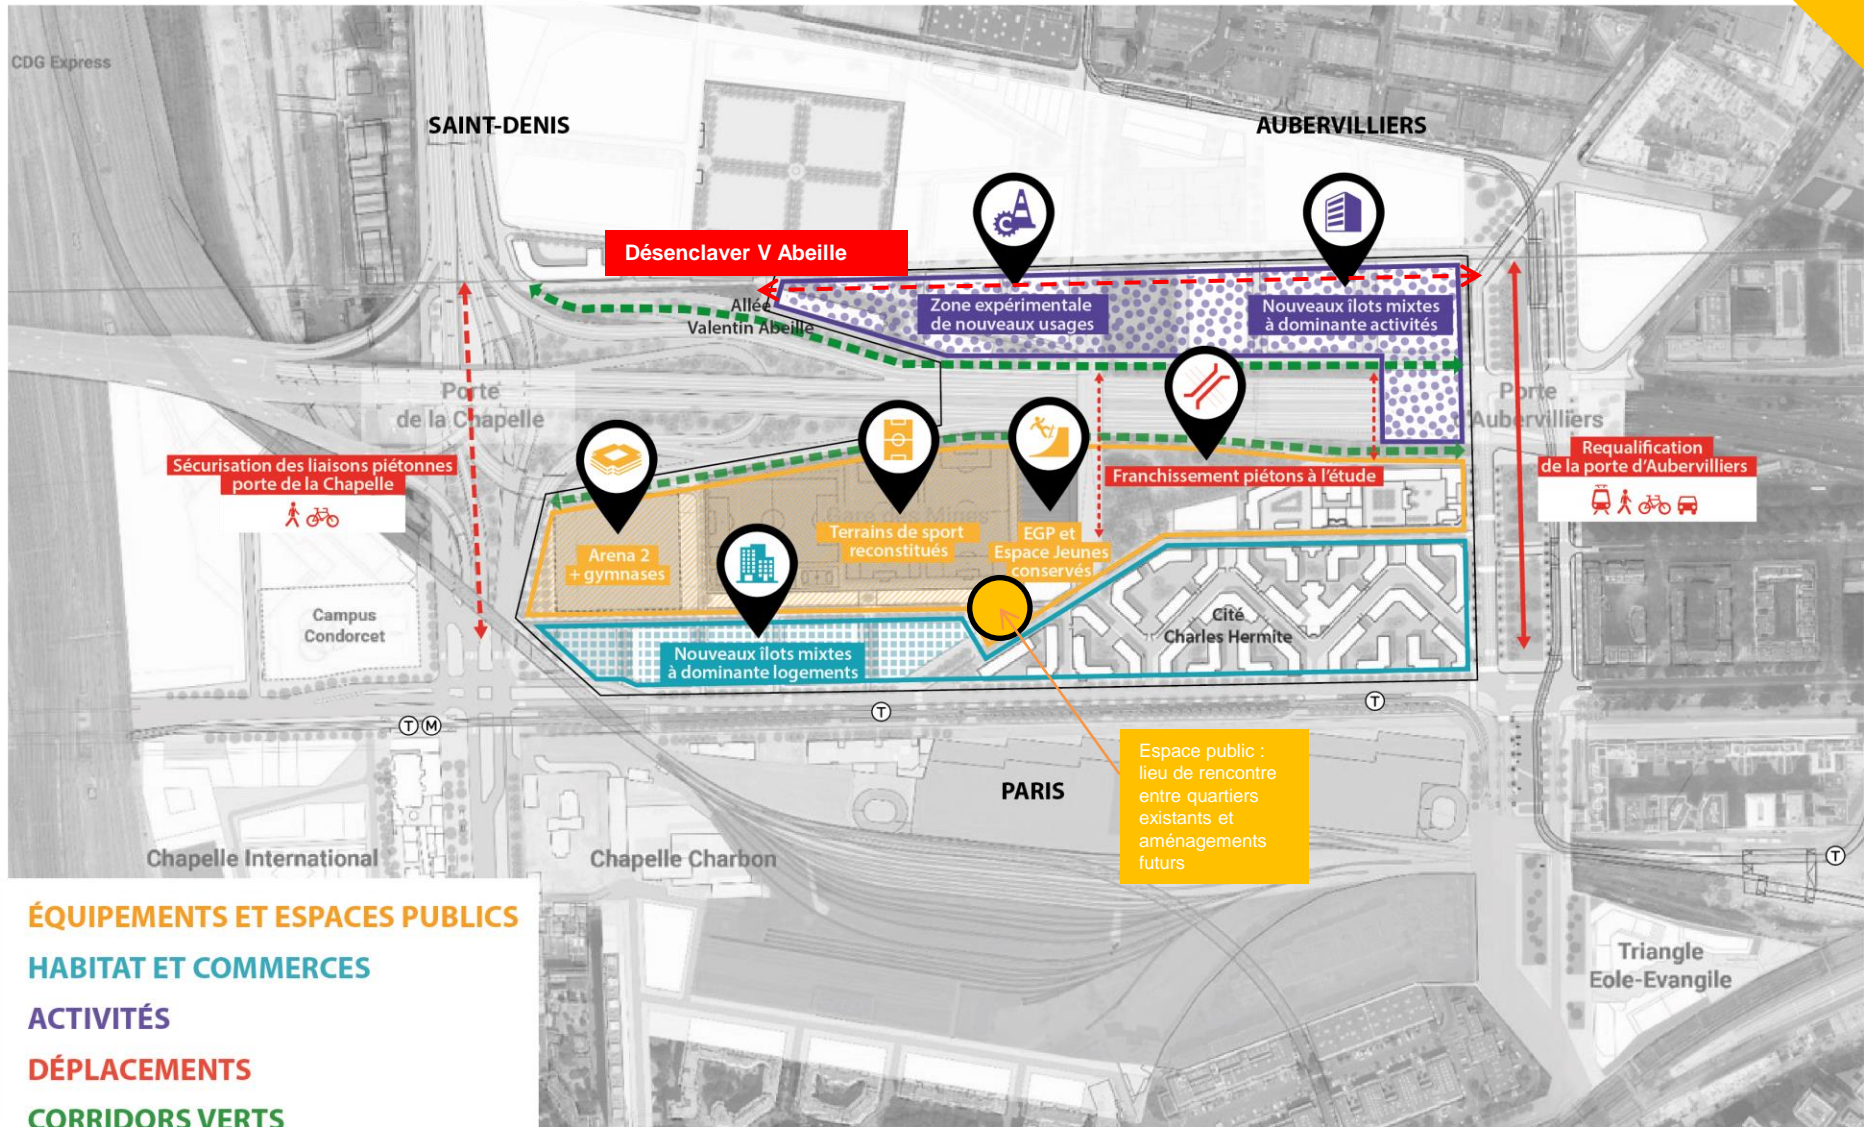 CDG Express
SAINT-DENIS
AUBERVILLIERS
Désenclaver V Abeille
Allée
Valentin Abeille
Zone expérimentale
de nouveaux usages
Nouveaux îlots mixtes
à dominante activités
Porte
de la Chapelle
Porte
d'Aubervilliers
Sécurisation des liaisons piétonnes
porte de la Chapelle
Franchissement piétons à l'étude
Requalification
de la porte d'Aubervilliers
Gare des Mines
Terrains de sport
reconstitués
EGP et
Espace Jeunes
conservés
Arena 2
+ gymnases
Campus
Condorcet
Cité
Charles Hermite
Nouveaux îlots mixtes
à dominante logements
T M
T
T
Espace public :
lieu de rencontre
entre quartiers
existants et
aménagements
futurs
PARIS
Chapelle International
Chapelle Charbon
T
ÉQUIPEMENTS ET ESPACES PUBLICS
HABITAT ET COMMERCES
ACTIVITÉS
DÉPLACEMENTS
CORRIDORS VERTS
Triangle
Eole-Evangile